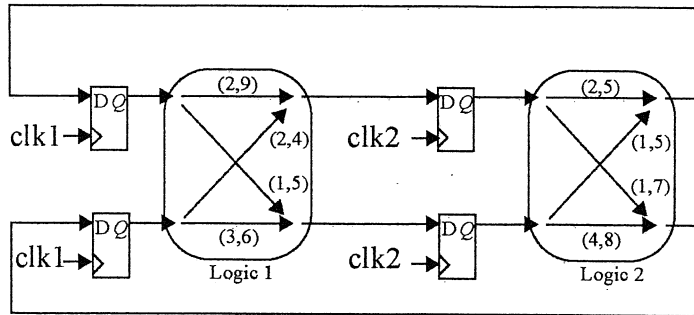 D Q
(2,9)
D Q
(2,5)
clk1
(2,4)
clk2
(1,5)
(1,5)
(1,7)
D Q
D Q
clk1
(3,6)
clk2
(4,8)
Logic 1
Logic 2